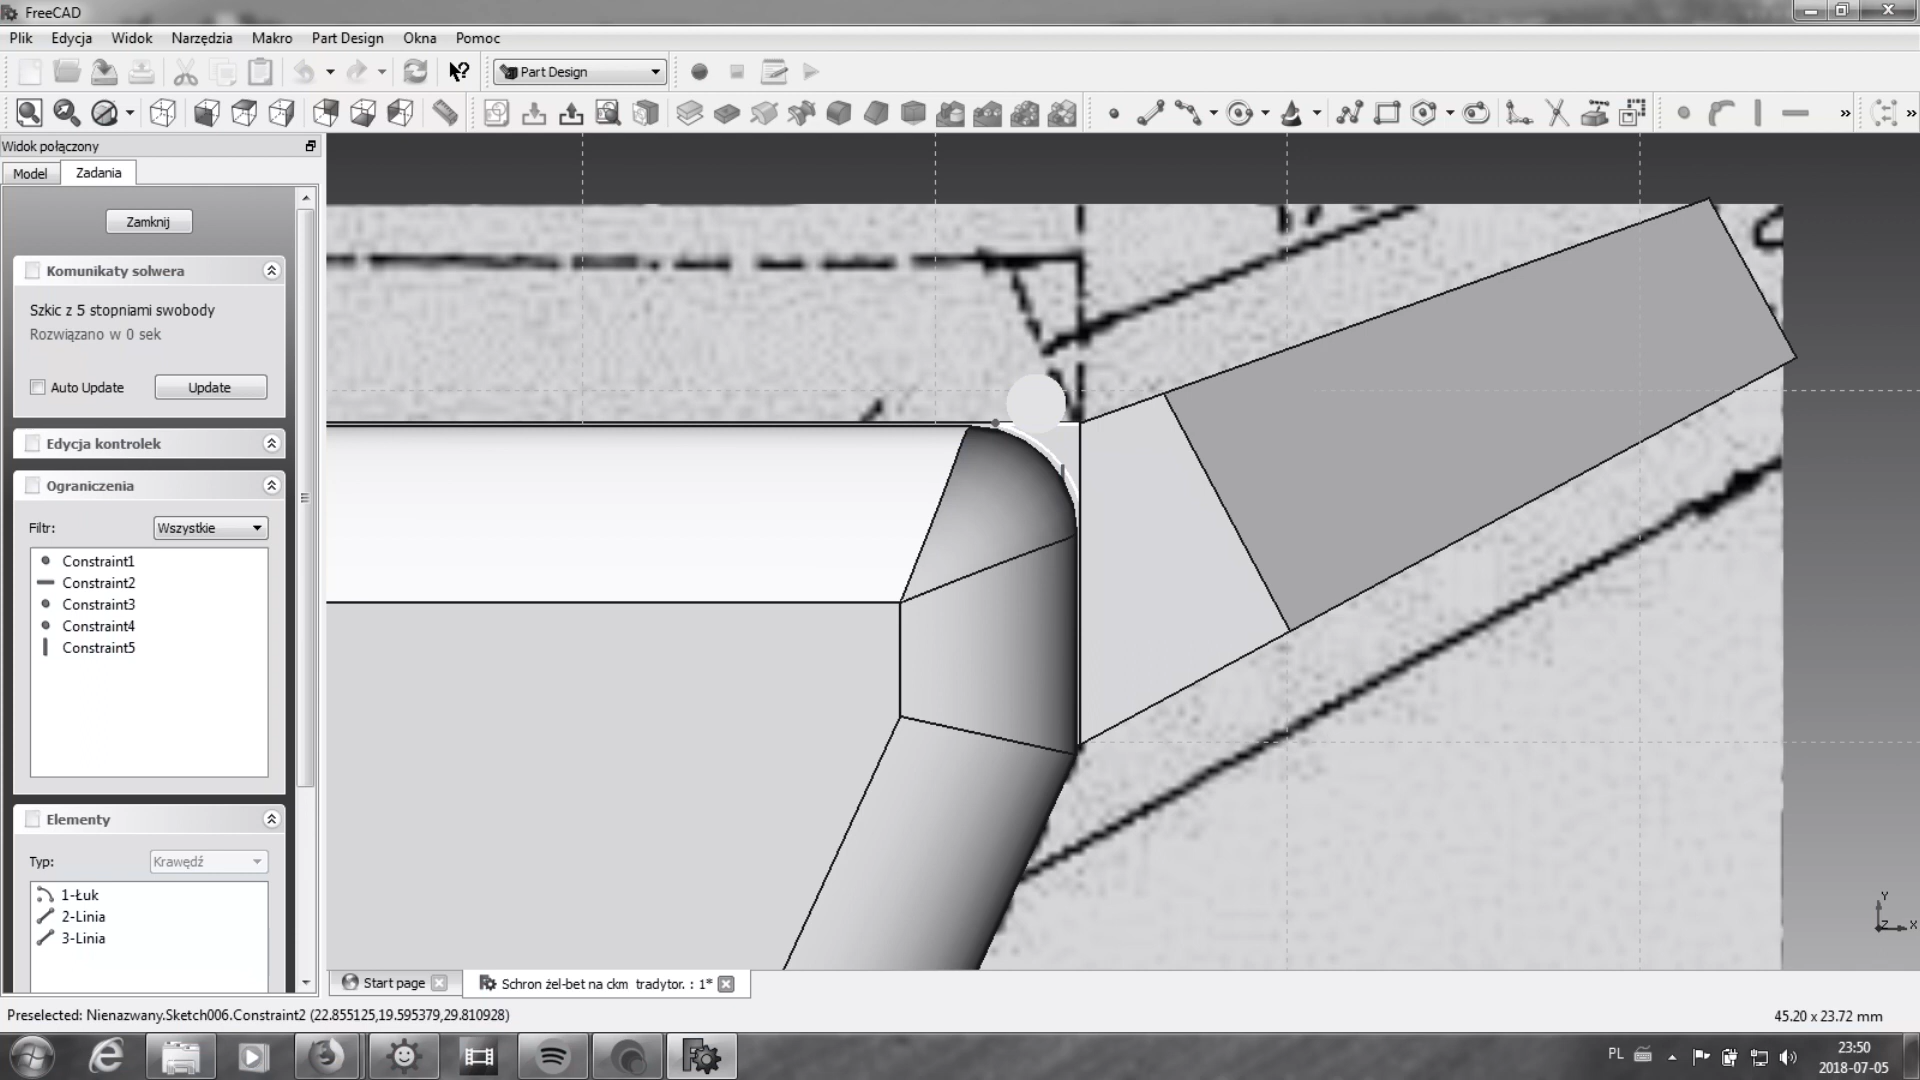 FreeCAD
Plik Edycja Widok Narzędzia Makro Part Design Okna Pomoc
Part Design
Widok połączony
Model Zadania
Zamknij
Komunikaty solwera
Szkic z 5 stopniami swobody
Rozwiązano w 0 sek
Auto Update Update
Edycja kontrolek
Ograniczenia
Filtr: Wszystkie
Constraint1
Constraint2
Constraint3
Constraint4
Constraint5
Elementy
Typ: Krawędź
1-Łuk
2-Linia
3-Linia
Y
Z X
Start page Schron żel-bet na ckm tradytor. : 1*
Preselected: Nienazwany.Sketch006.Constraint2 (22.855125,19.595379,29.810928) 45.20 x 23.72 mm
PL 23:50
2018-07-05